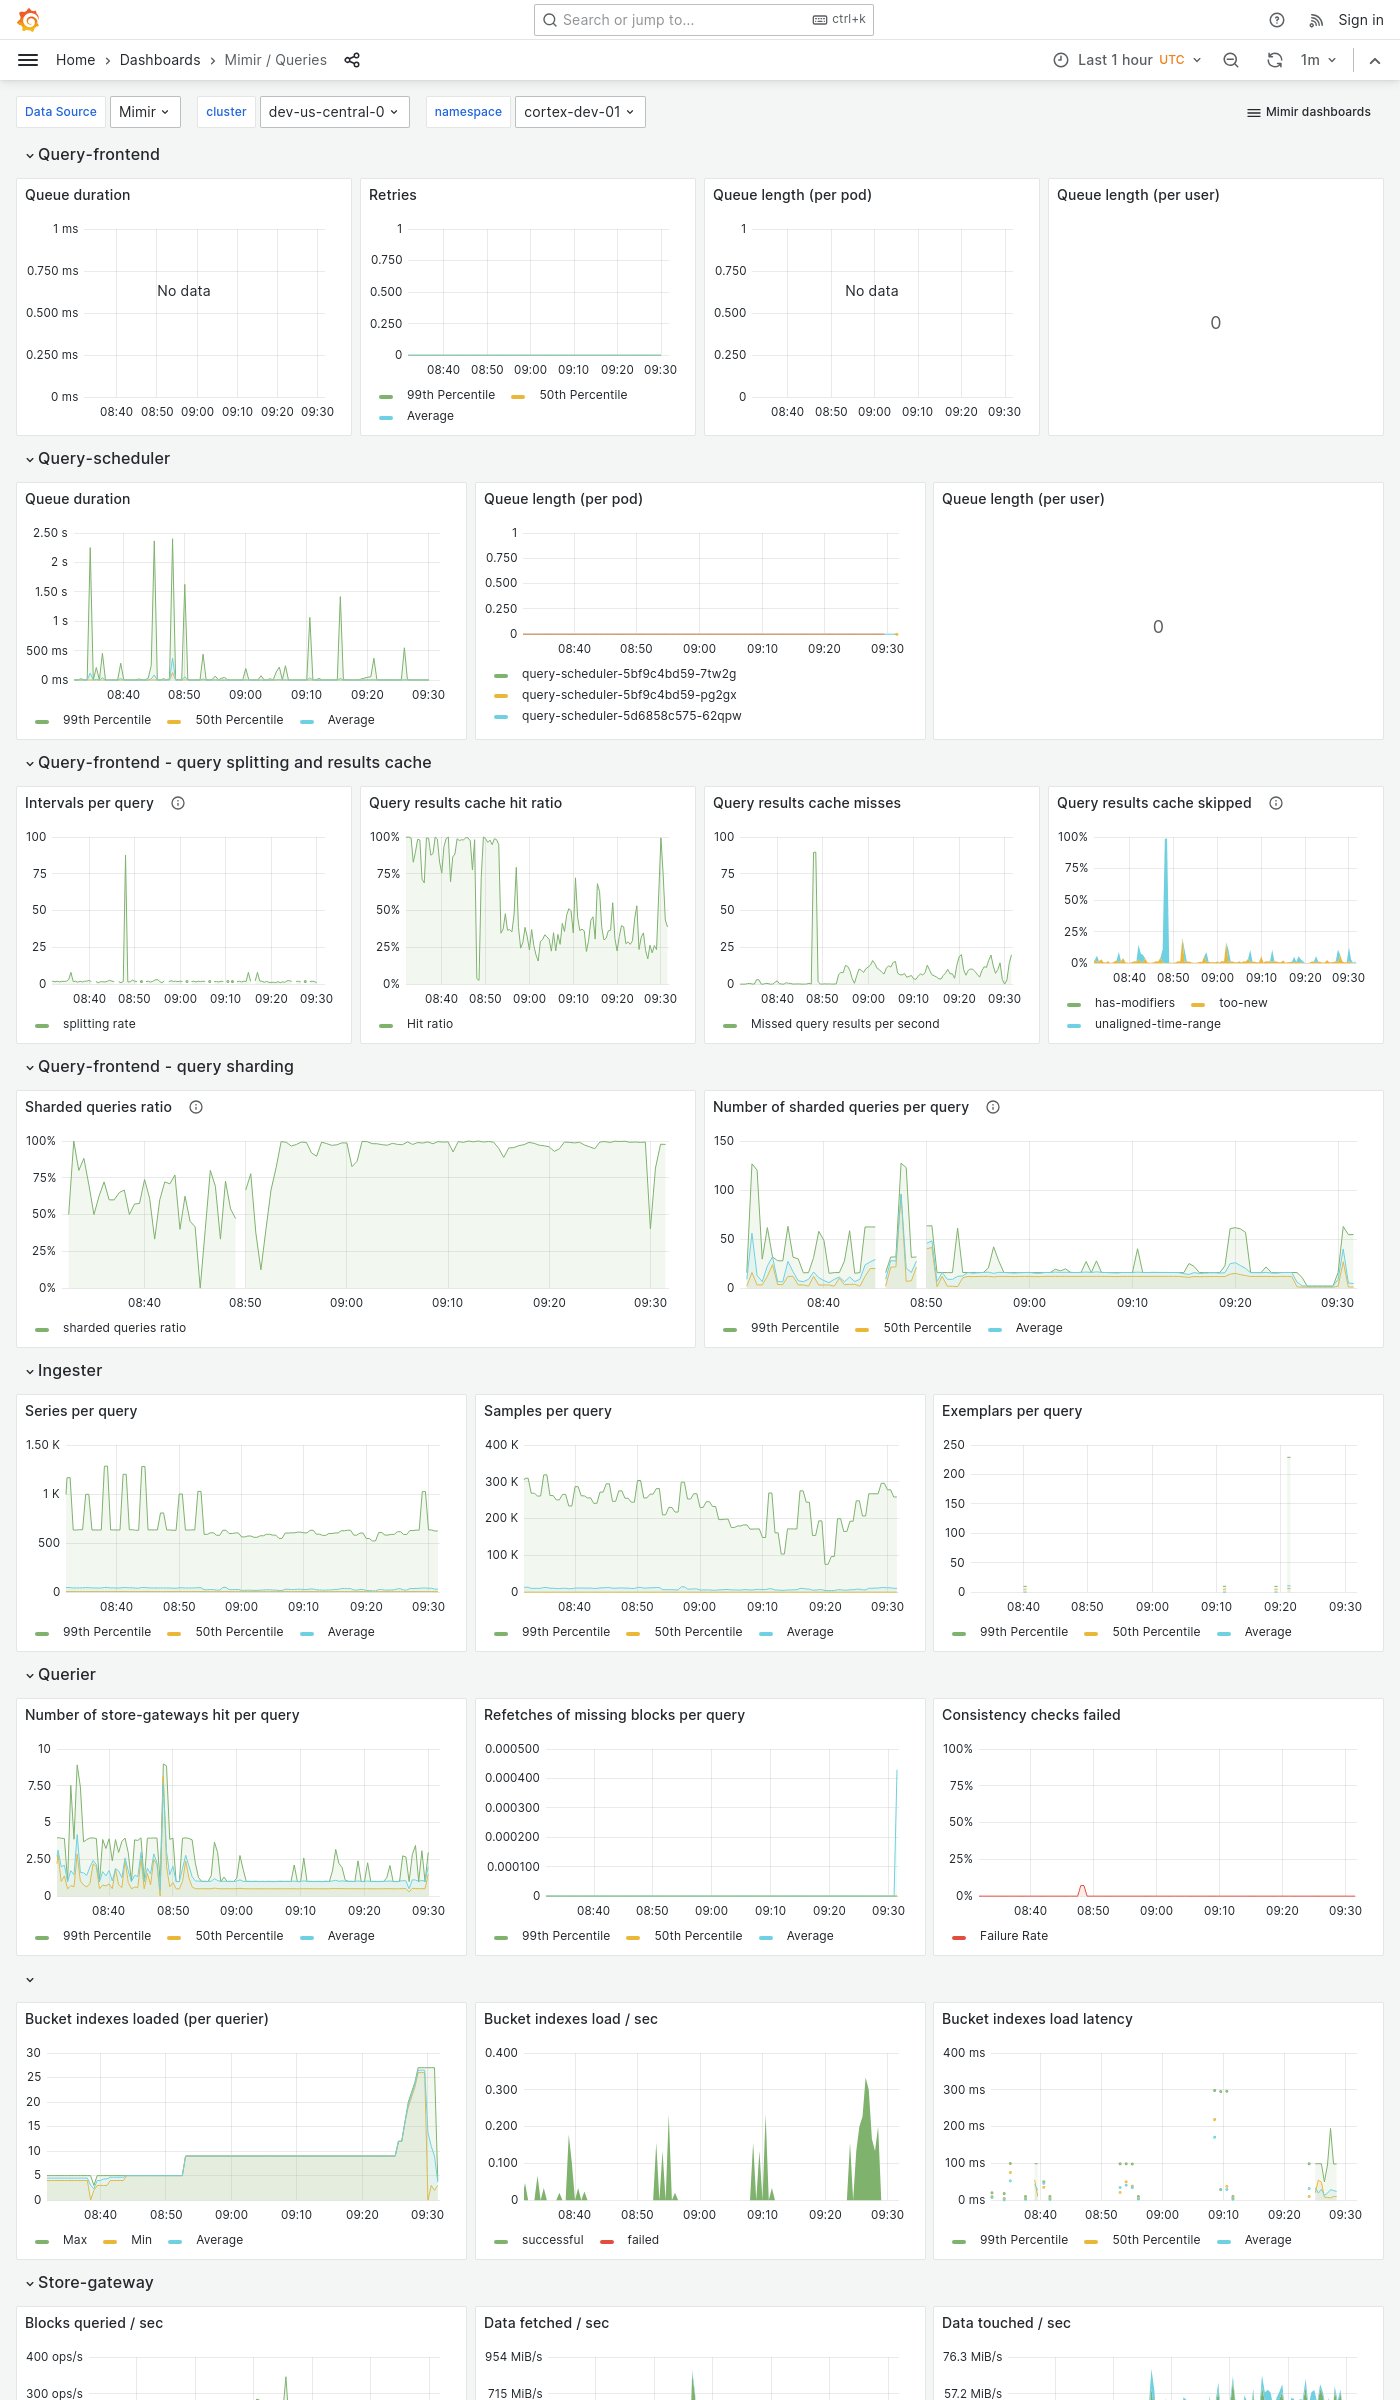 Search or jump to...
ctrl+k
Sign in
Home › Dashboards › Mimir / Queries
Last 1 hour UTC
1m
Data Source Mimir cluster dev-us-central-0 namespace cortex-dev-01
Mimir dashboards
Query-frontend
Queue duration
1 ms
0.750 ms
0.500 ms
0.250 ms
0 ms
No data
08:40 08:50 09:00 09:10 09:20 09:30
Retries
1
0.750
0.500
0.250
0
08:40 08:50 09:00 09:10 09:20 09:30
99th Percentile 50th Percentile
Average
Queue length (per pod)
1
0.750
0.500
0.250
0
No data
08:40 08:50 09:00 09:10 09:20 09:30
Queue length (per user)
0
Query-scheduler
Queue duration
2.50 s
2 s
1.50 s
1 s
500 ms
0 ms
08:40 08:50 09:00 09:10 09:20 09:30
99th Percentile 50th Percentile Average
Queue length (per pod)
1
0.750
0.500
0.250
0
08:40 08:50 09:00 09:10 09:20 09:30
query-scheduler-5bf9c4bd59-7tw2g
query-scheduler-5bf9c4bd59-pg2gx
query-scheduler-5d6858c575-62qpw
Queue length (per user)
0
Query-frontend - query splitting and results cache
Intervals per query
100
75
50
25
0
08:40 08:50 09:00 09:10 09:20 09:30
splitting rate
Query results cache hit ratio
100%
75%
50%
25%
0%
08:40 08:50 09:00 09:10 09:20 09:30
Hit ratio
Query results cache misses
100
75
50
25
0
08:40 08:50 09:00 09:10 09:20 09:30
Missed query results per second
Query results cache skipped
100%
75%
50%
25%
0%
08:40 08:50 09:00 09:10 09:20 09:30
has-modifiers too-new
unaligned-time-range
Query-frontend - query sharding
Sharded queries ratio
100%
75%
50%
25%
0%
08:40 08:50 09:00 09:10 09:20 09:30
sharded queries ratio
Number of sharded queries per query
150
100
50
0
08:40 08:50 09:00 09:10 09:20 09:30
99th Percentile 50th Percentile Average
Ingester
Series per query
1.50 K
1 K
500
0
08:40 08:50 09:00 09:10 09:20 09:30
99th Percentile 50th Percentile Average
Samples per query
400 K
300 K
200 K
100 K
0
08:40 08:50 09:00 09:10 09:20 09:30
99th Percentile 50th Percentile Average
Exemplars per query
250
200
150
100
50
0
08:40 08:50 09:00 09:10 09:20 09:30
99th Percentile 50th Percentile Average
Querier
Number of store-gateways hit per query
10
7.50
5
2.50
0
08:40 08:50 09:00 09:10 09:20 09:30
99th Percentile 50th Percentile Average
Refetches of missing blocks per query
0.000500
0.000400
0.000300
0.000200
0.000100
0
08:40 08:50 09:00 09:10 09:20 09:30
99th Percentile 50th Percentile Average
Consistency checks failed
100%
75%
50%
25%
0%
08:40 08:50 09:00 09:10 09:20 09:30
Failure Rate
Bucket indexes loaded (per querier)
30
25
20
15
10
5
0
08:40 08:50 09:00 09:10 09:20 09:30
Max Min Average
Bucket indexes load / sec
0.400
0.300
0.200
0.100
0
08:40 08:50 09:00 09:10 09:20 09:30
successful failed
Bucket indexes load latency
400 ms
300 ms
200 ms
100 ms
0 ms
08:40 08:50 09:00 09:10 09:20 09:30
99th Percentile 50th Percentile Average
Store-gateway
Blocks queried / sec
400 ops/s
300 ops/s
Data fetched / sec
954 MiB/s
715 MiB/s
Data touched / sec
76.3 MiB/s
57.2 MiB/s